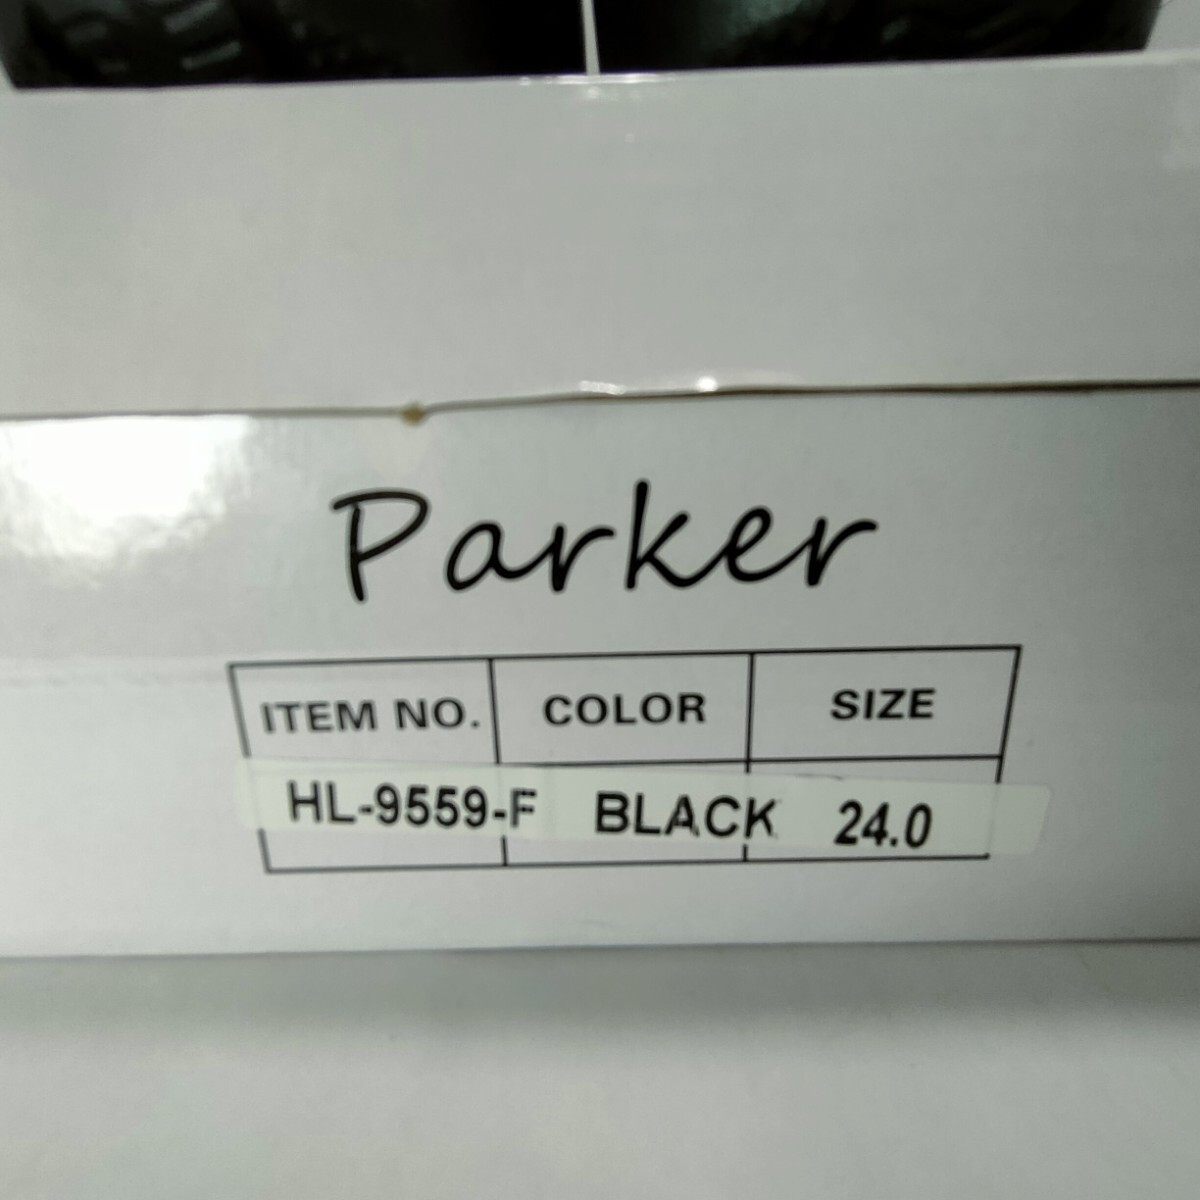 Parker
ITEM NO. COLOR SIZE
HL-9559-F BLACK 24.0